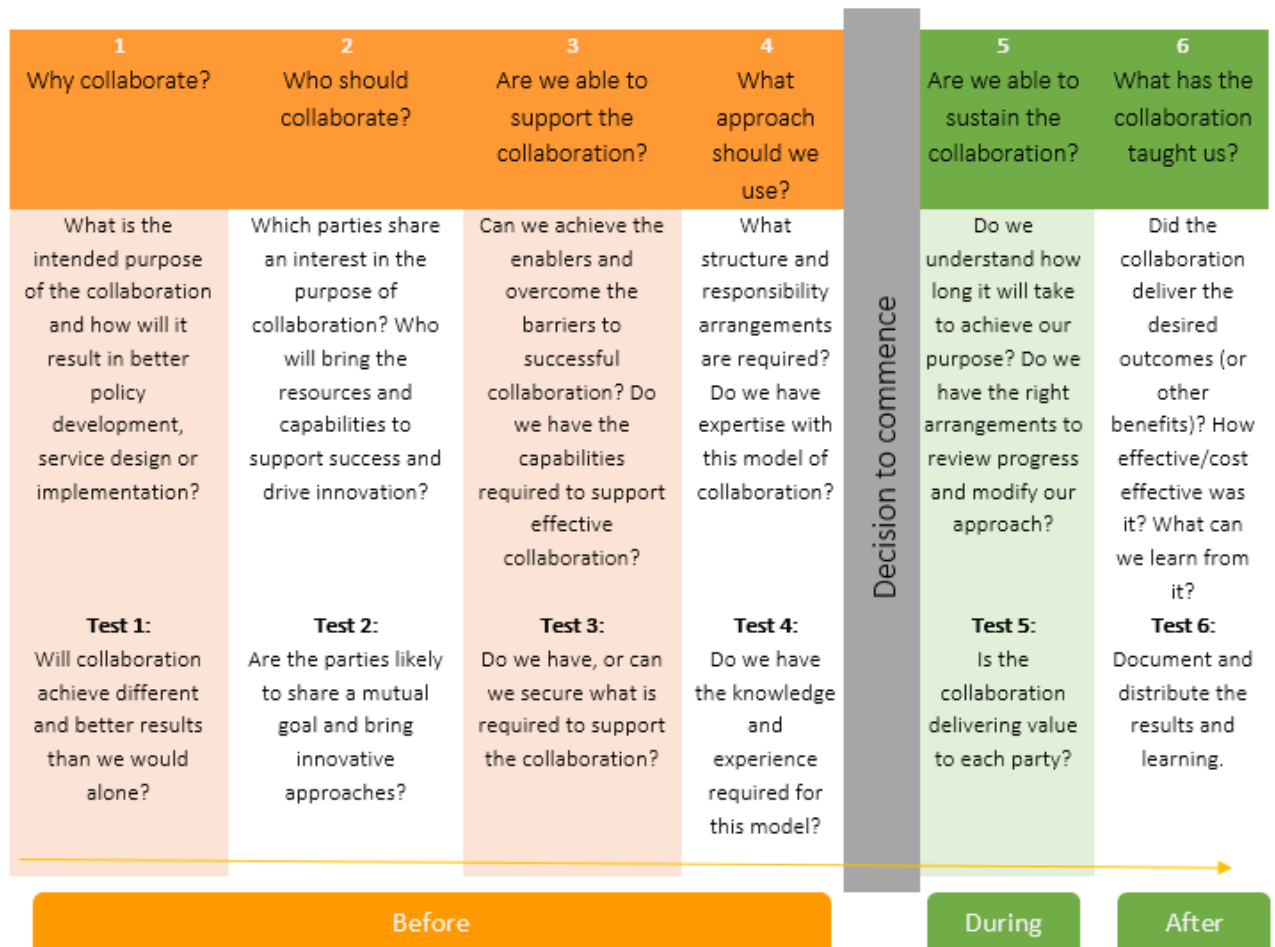 1
Why collaborate?
2
Who should
collaborate?
3
Are we able to
support the
collaboration?
4
What
approach
should we
use?
5
Are we able to
sustain the
collaboration?
6
What has the
collaboration
taught us?
What is the
intended purpose
of the collaboration
and how will it
result in better
policy
development,
service design or
implementation?
Which parties share
an interest in the
purpose of
collaboration? Who
will bring the
resources and
capabilities to
support success and
drive innovation?
Can we achieve the
enablers and
overcome the
barriers to
successful
collaboration? Do
we have the
capabilities
required to support
effective
collaboration?
What
structure and
responsibility
arrangements
are required?
Do we have
expertise with
this model of
collaboration?
Decision to commence
Do we
understand how
long it will take
to achieve our
purpose? Do we
have the right
arrangements to
review progress
and modify our
approach?
Did the
collaboration
deliver the
desired
outcomes (or
other
benefits)? How
effective/cost
effective was
it? What can
we learn from
it?
Test 1:
Will collaboration
achieve different
and better results
than we would
alone?
Test 2:
Are the parties likely
to share a mutual
goal and bring
innovative
approaches?
Test 3:
Do we have, or can
we secure what is
required to support
the collaboration?
Test 4:
Do we have
the knowledge
and
experience
required for
this model?
Test 5:
Is the
collaboration
delivering value
to each party?
Test 6:
Document and
distribute the
results and
learning.
Before
During
After